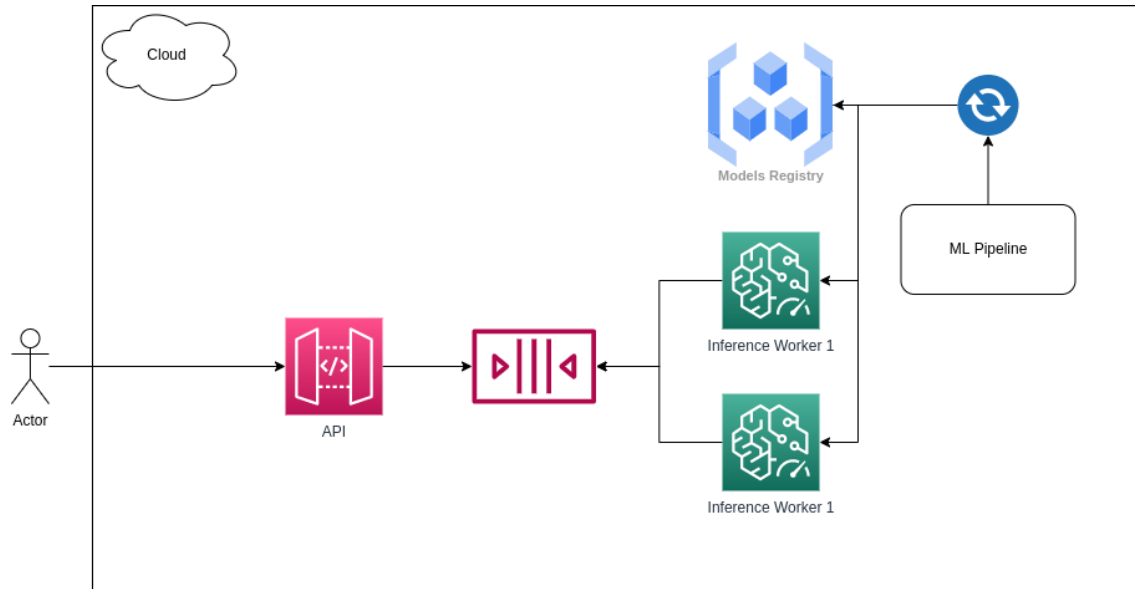 Cloud
Models Registry
ML Pipeline
Inference Worker 1
</>
Actor
API
Inference Worker 1